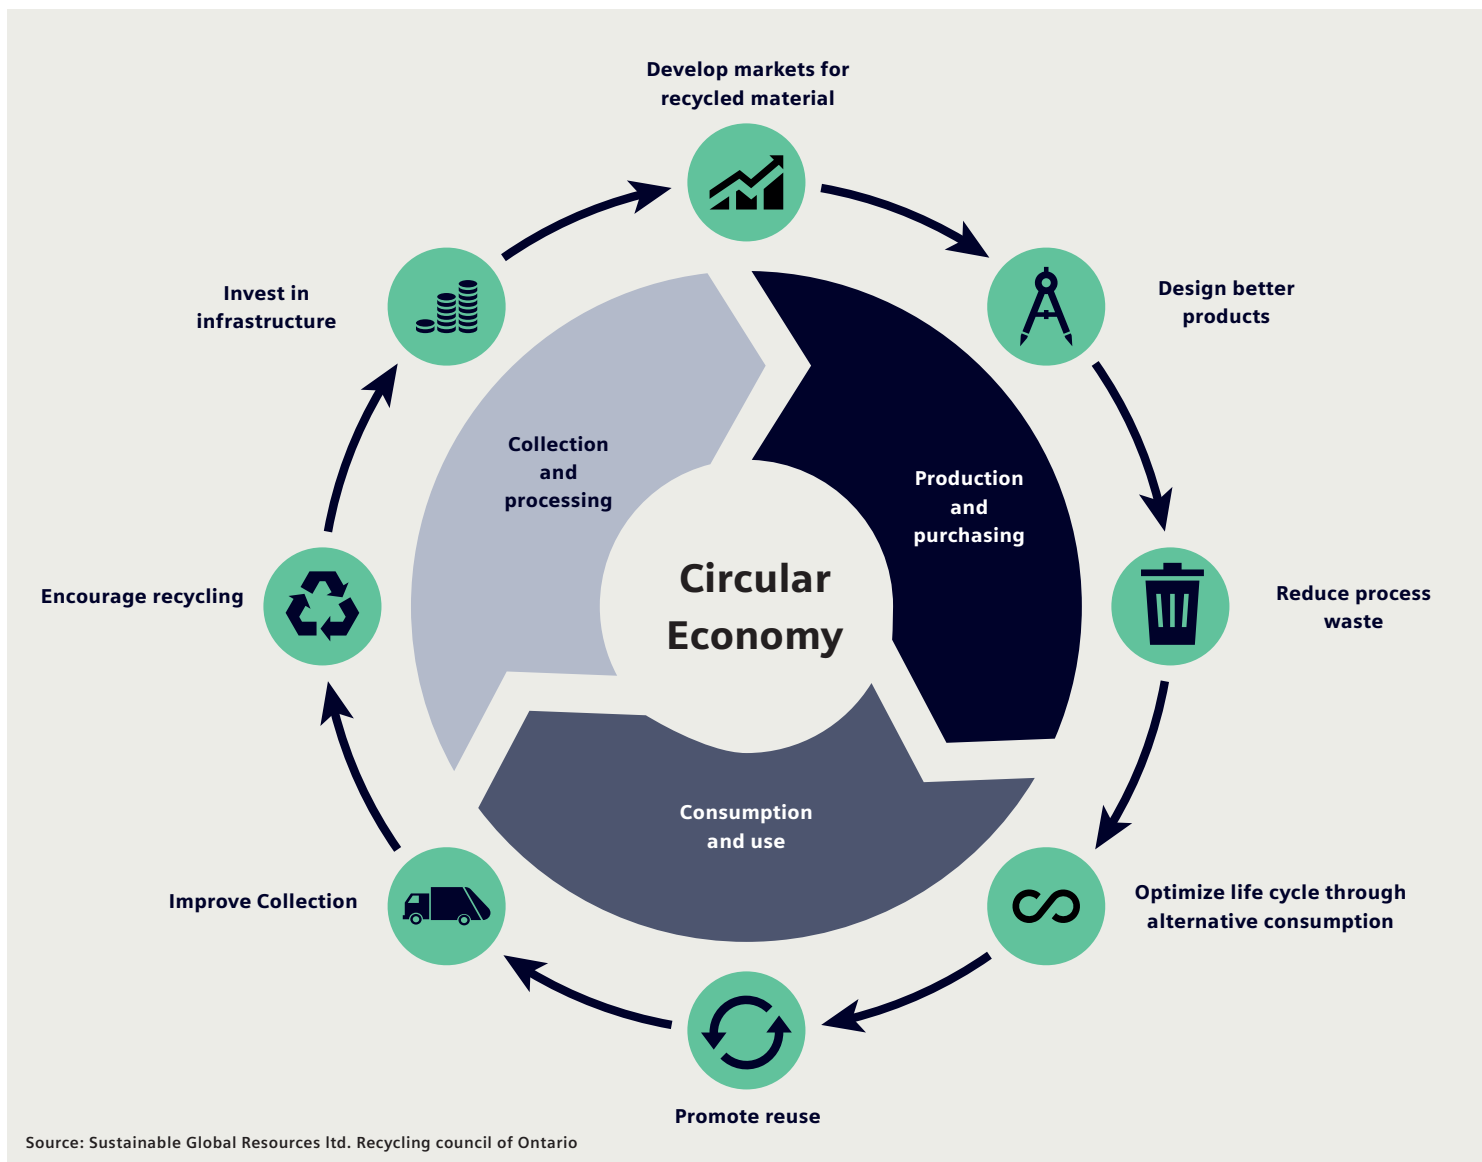 Develop markets for
recycled material
Design better
products
Reduce process
waste
Optimize life cycle through
alternative consumption
Promote reuse
Improve Collection
Encourage recycling
Invest in
infrastructure
Collection
and
processing
Production
and
purchasing
Consumption
and use
Circular
Economy
Source: Sustainable Global Resources ltd. Recycling council of Ontario